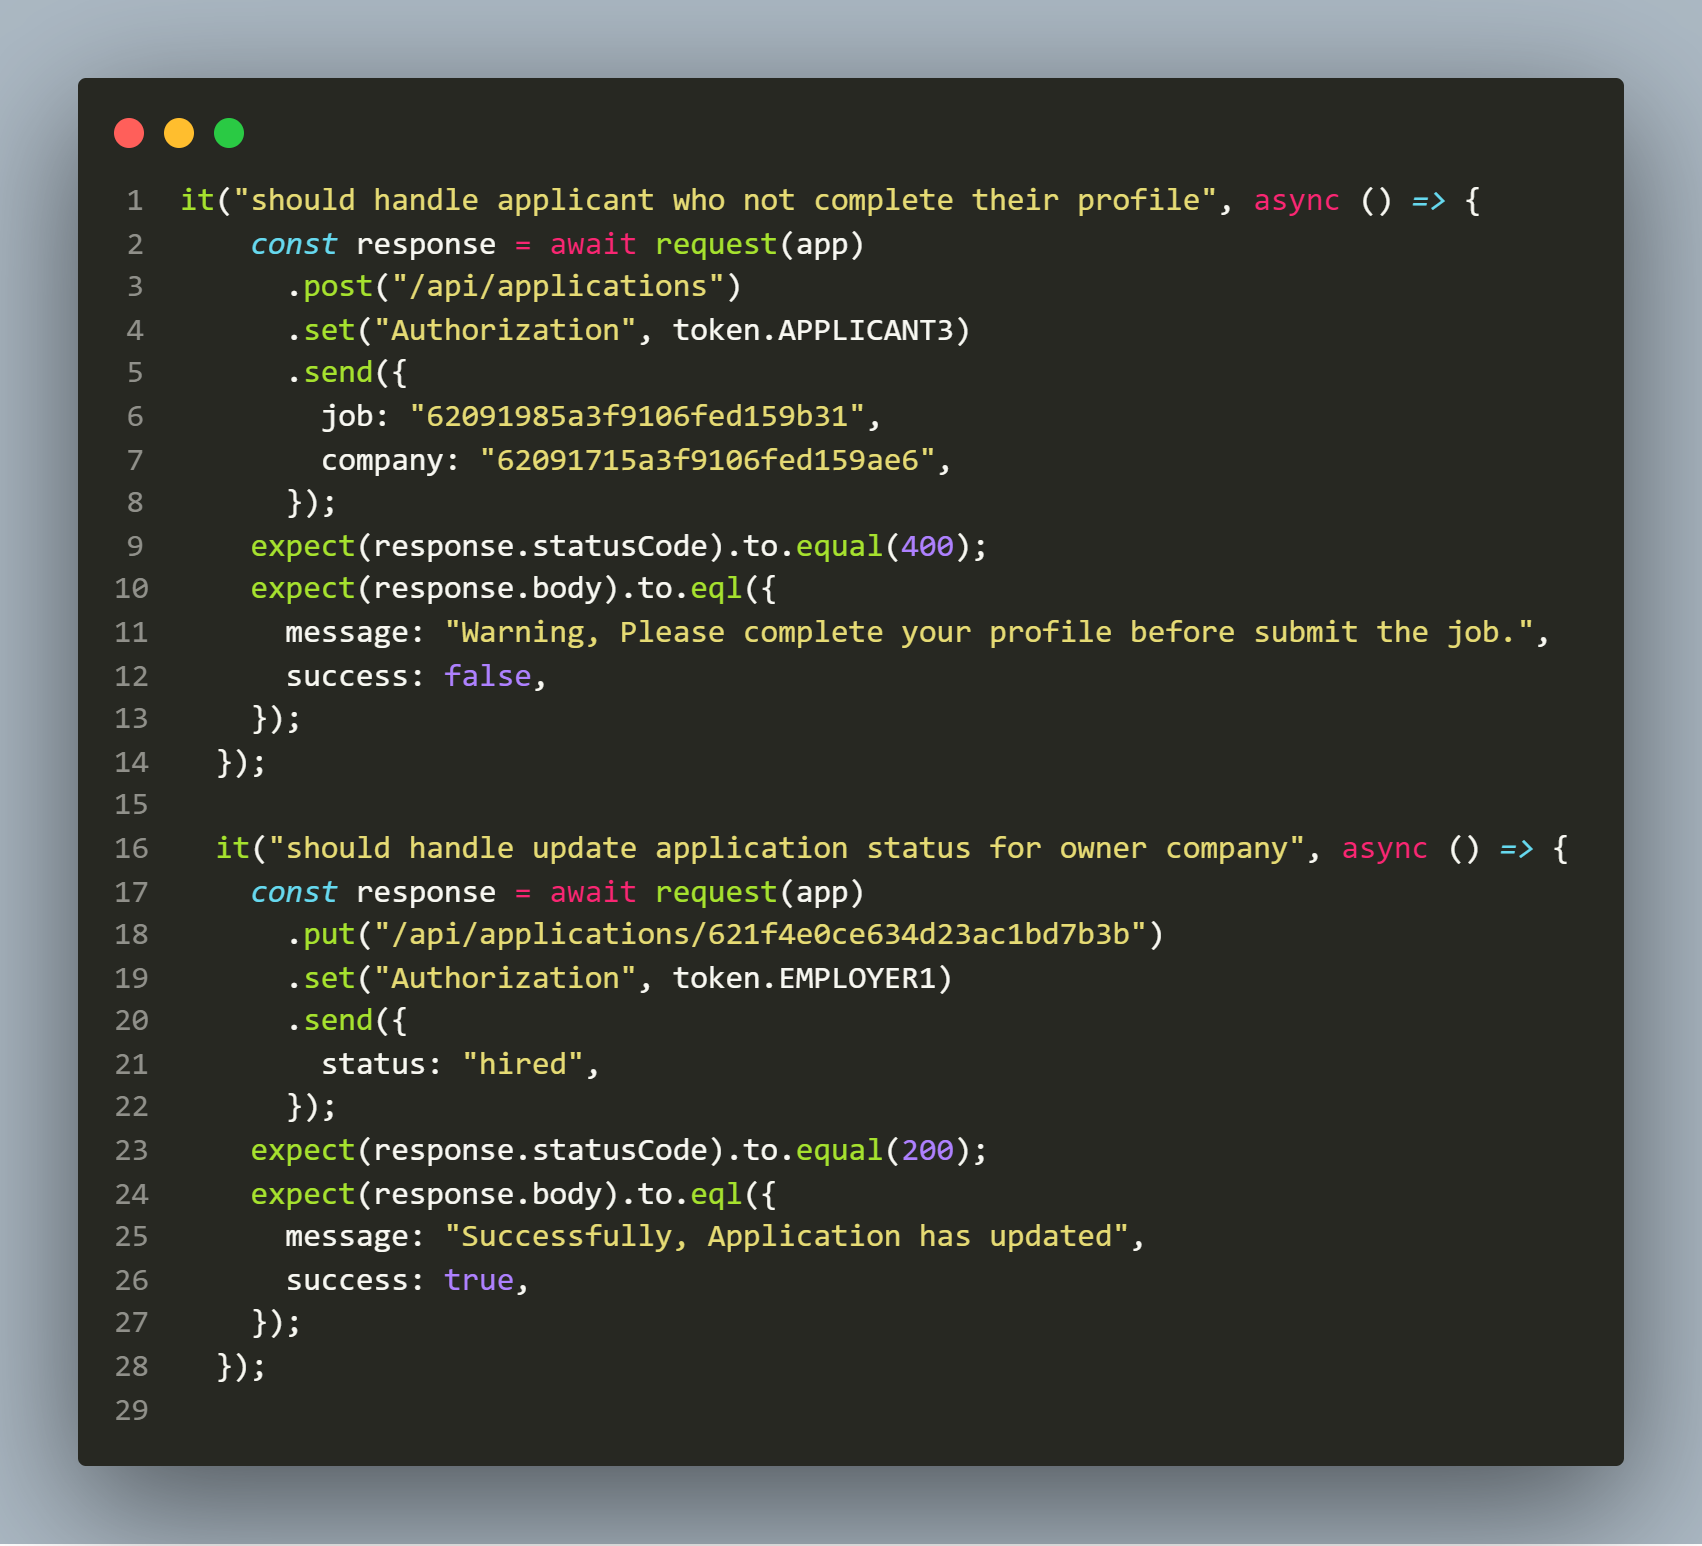 1 it("should handle applicant who not complete their profile", async () => {
2 const response = await request(app)
3 .post("/api/applications")
4 .set("Authorization", token.APPLICANT3)
5 .send({
6 job: "62091985a3f9106fed159b31",
7 company: "62091715a3f9106fed159ae6",
8 });
9 expect(response.statusCode).to.equal(400);
10 expect(response.body).to.eql({
11 message: "Warning, Please complete your profile before submit the job.",
12 success: false,
13 });
14 });
15
16 it("should handle update application status for owner company", async () => {
17 const response = await request(app)
18 .put("/api/applications/621f4e0ce634d23ac1bd7b3b")
19 .set("Authorization", token.EMPLOYER1)
20 .send({
21 status: "hired",
22 });
23 expect(response.statusCode).to.equal(200);
24 expect(response.body).to.eql({
25 message: "Successfully, Application has updated",
26 success: true,
27 });
28 });
29